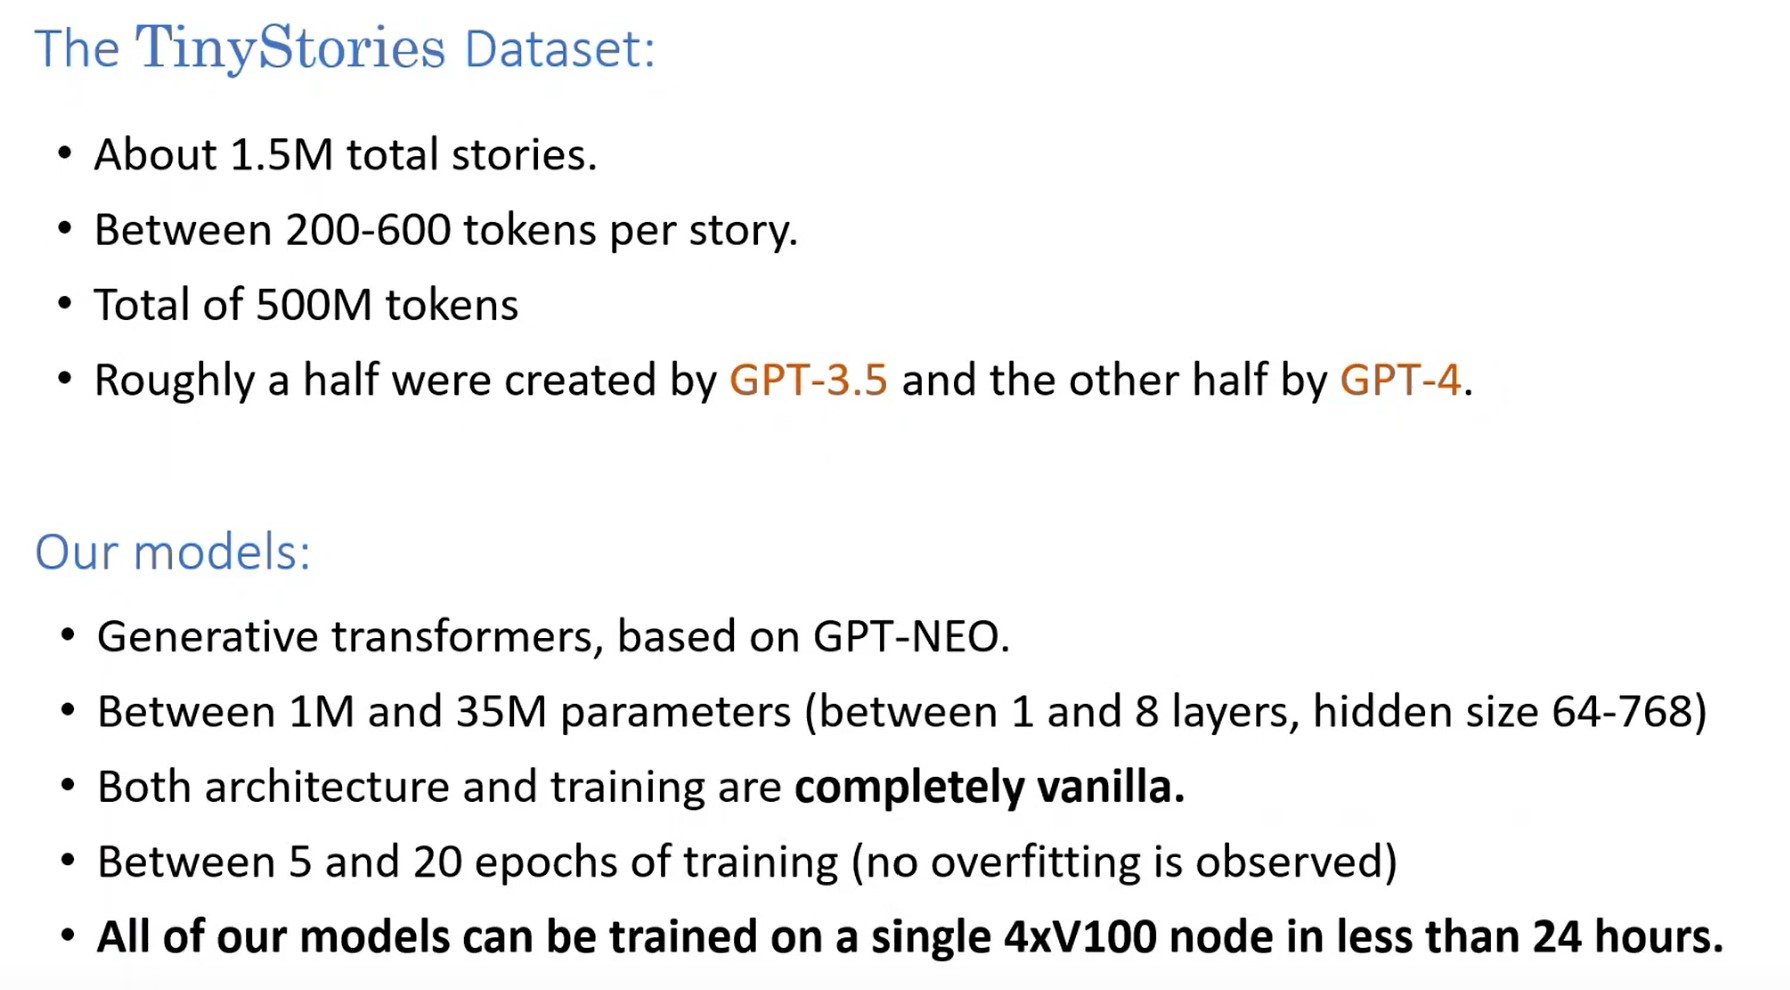 The TinyStories Dataset:
• About 1.5M total stories.
• Between 200-600 tokens per story.
• Total of 500M tokens
• Roughly a half were created by GPT-3.5 and the other half by GPT-4.
Our models:
• Generative transformers, based on GPT-NEO.
• Between 1M and 35M parameters (between 1 and 8 layers, hidden size 64-768)
• Both architecture and training are completely vanilla.
• Between 5 and 20 epochs of training (no overfitting is observed)
• All of our models can be trained on a single 4xV100 node in less than 24 hours.